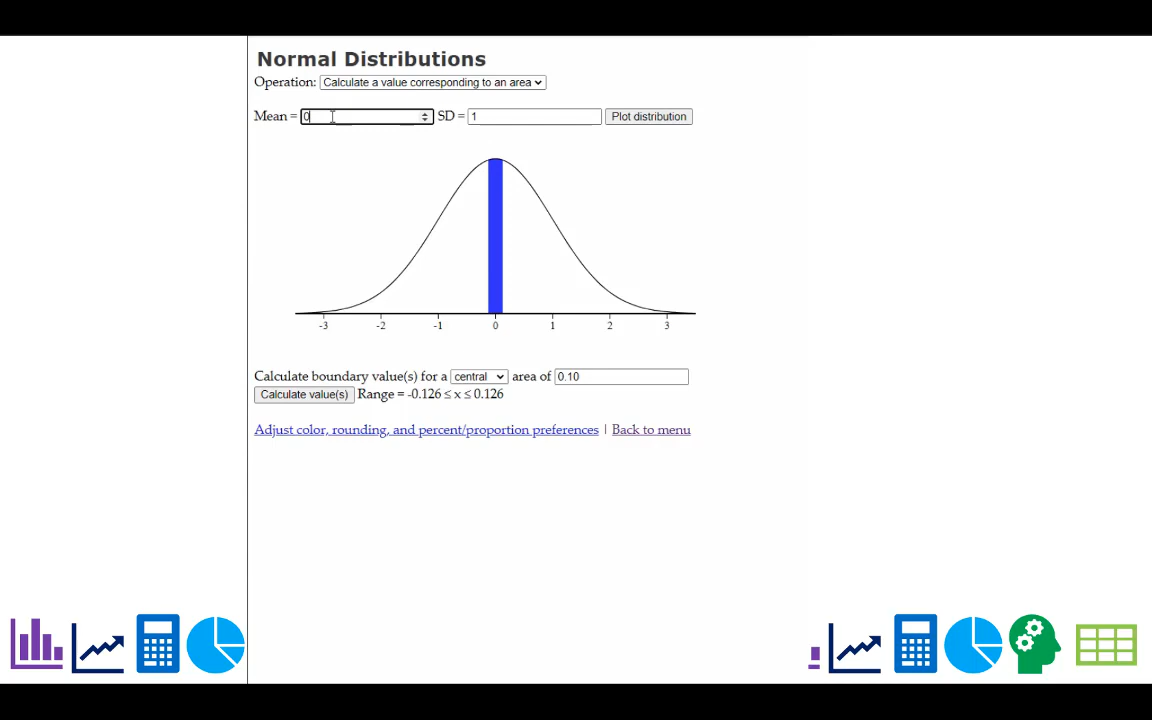 Normal Distributions
Operation: Calculate a value corresponding to an area
Mean = 0 SD = 1 Plot distribution
-3 -2 -1 0 1 2 3
Calculate boundary value(s) for a central area of 0.10
Calculate value(s) Range = -0.126 ≤ x ≤ 0.126
Adjust color, rounding, and percent/proportion preferences | Back to menu